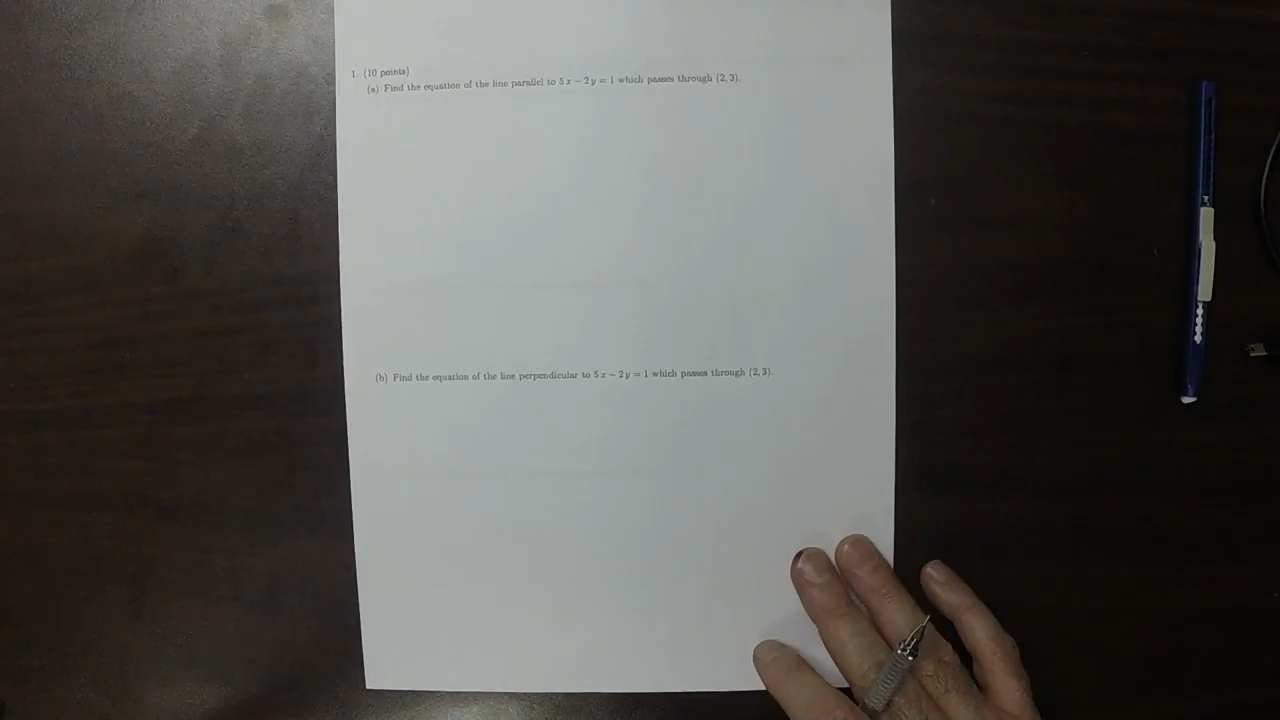 1. (10 points)
(a) Find the equation of the line parallel to 5x − 2y = 1 which passes through (2, 3).
(b) Find the equation of the line perpendicular to 5x − 2y = 1 which passes through (2, 3).